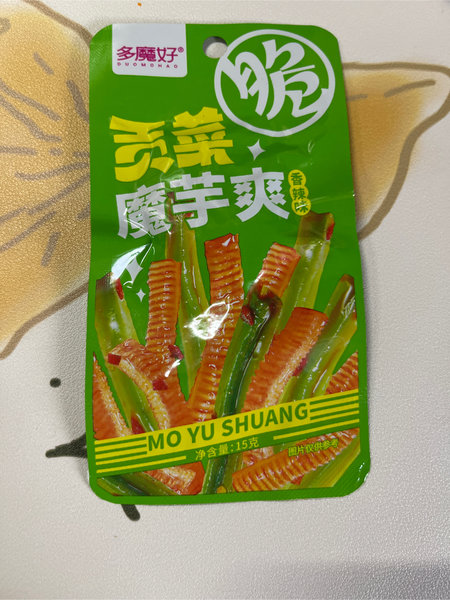 多魔好®
DUOMOHAO
脆
贡菜
魔芋爽
香辣味
MO YU SHUANG
净含量:15克
图片仅供参考